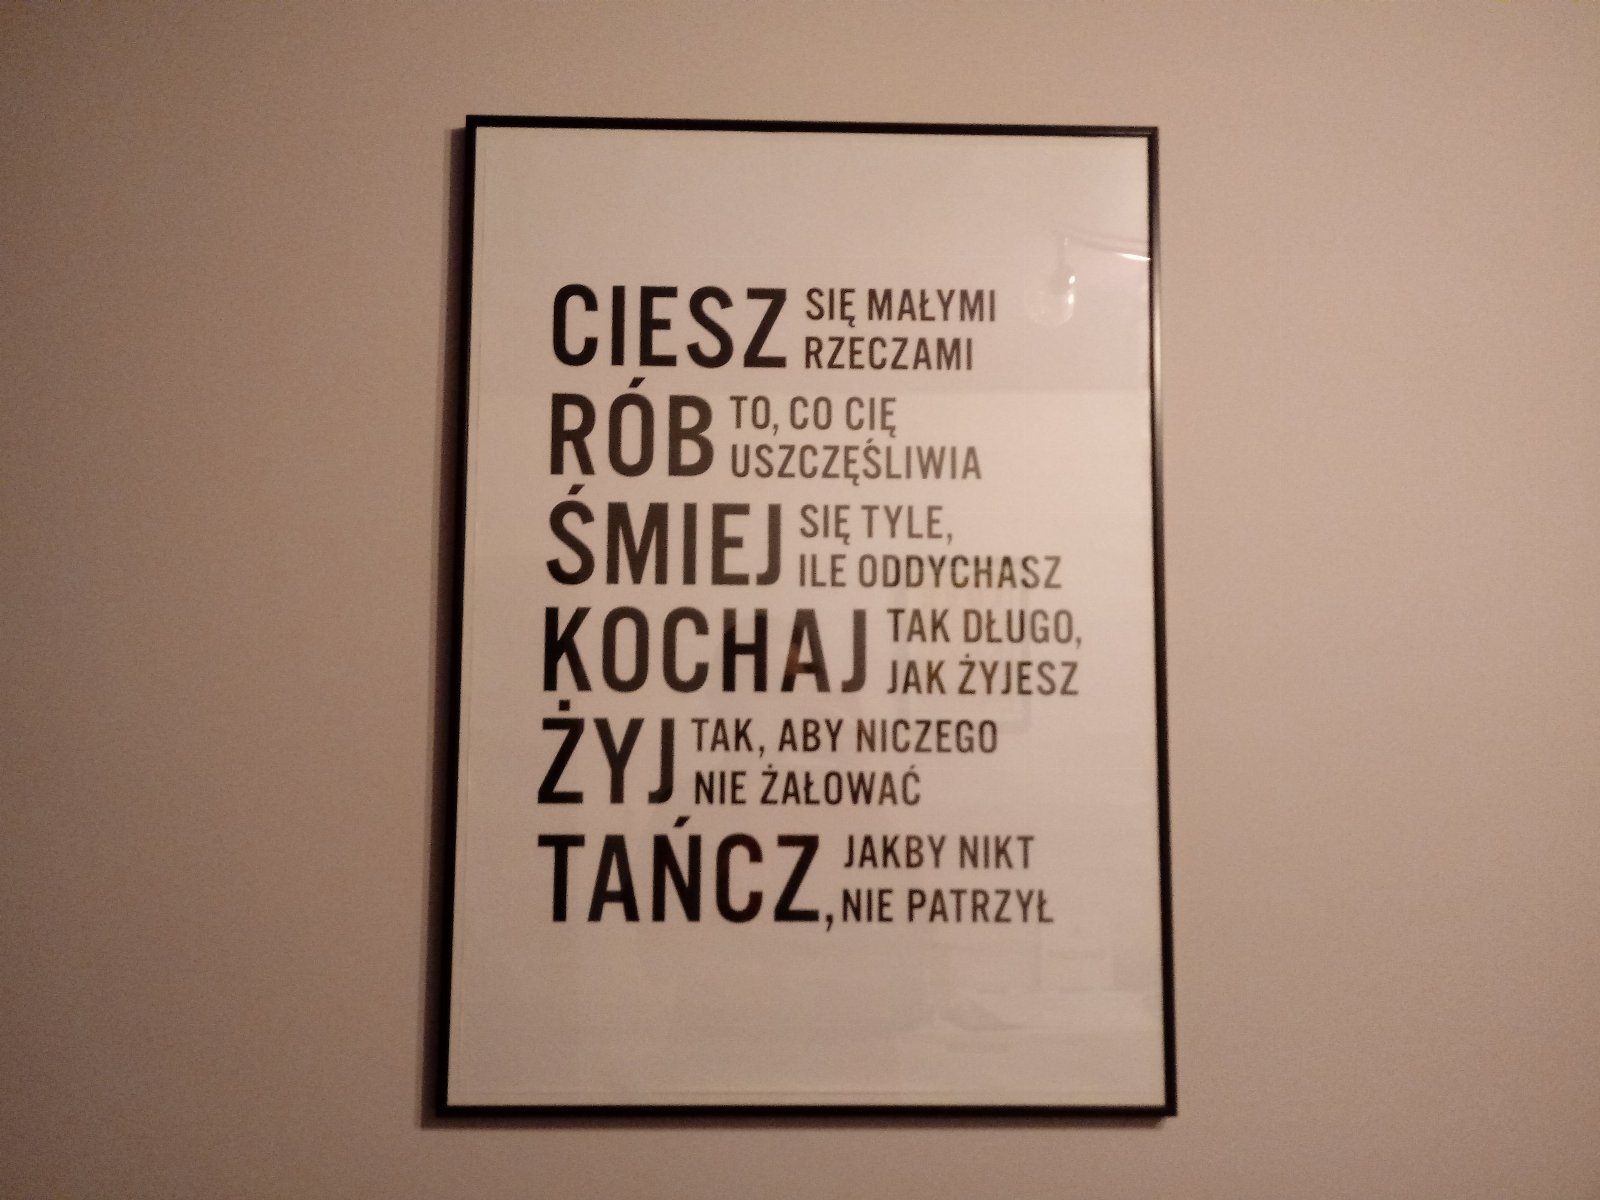 CIESZ SIĘ MAŁYMI
RZECZAMI
RÓB TO, CO CIĘ
USZCZĘŚLIWIA
ŚMIEJ SIĘ TYLE,
ILE ODDYCHASZ
KOCHAJ TAK DŁUGO,
JAK ŻYJESZ
ŻYJ TAK, ABY NICZEGO
NIE ŻAŁOWAĆ
TAŃCZ, JAKBY NIKT
NIE PATRZYŁ